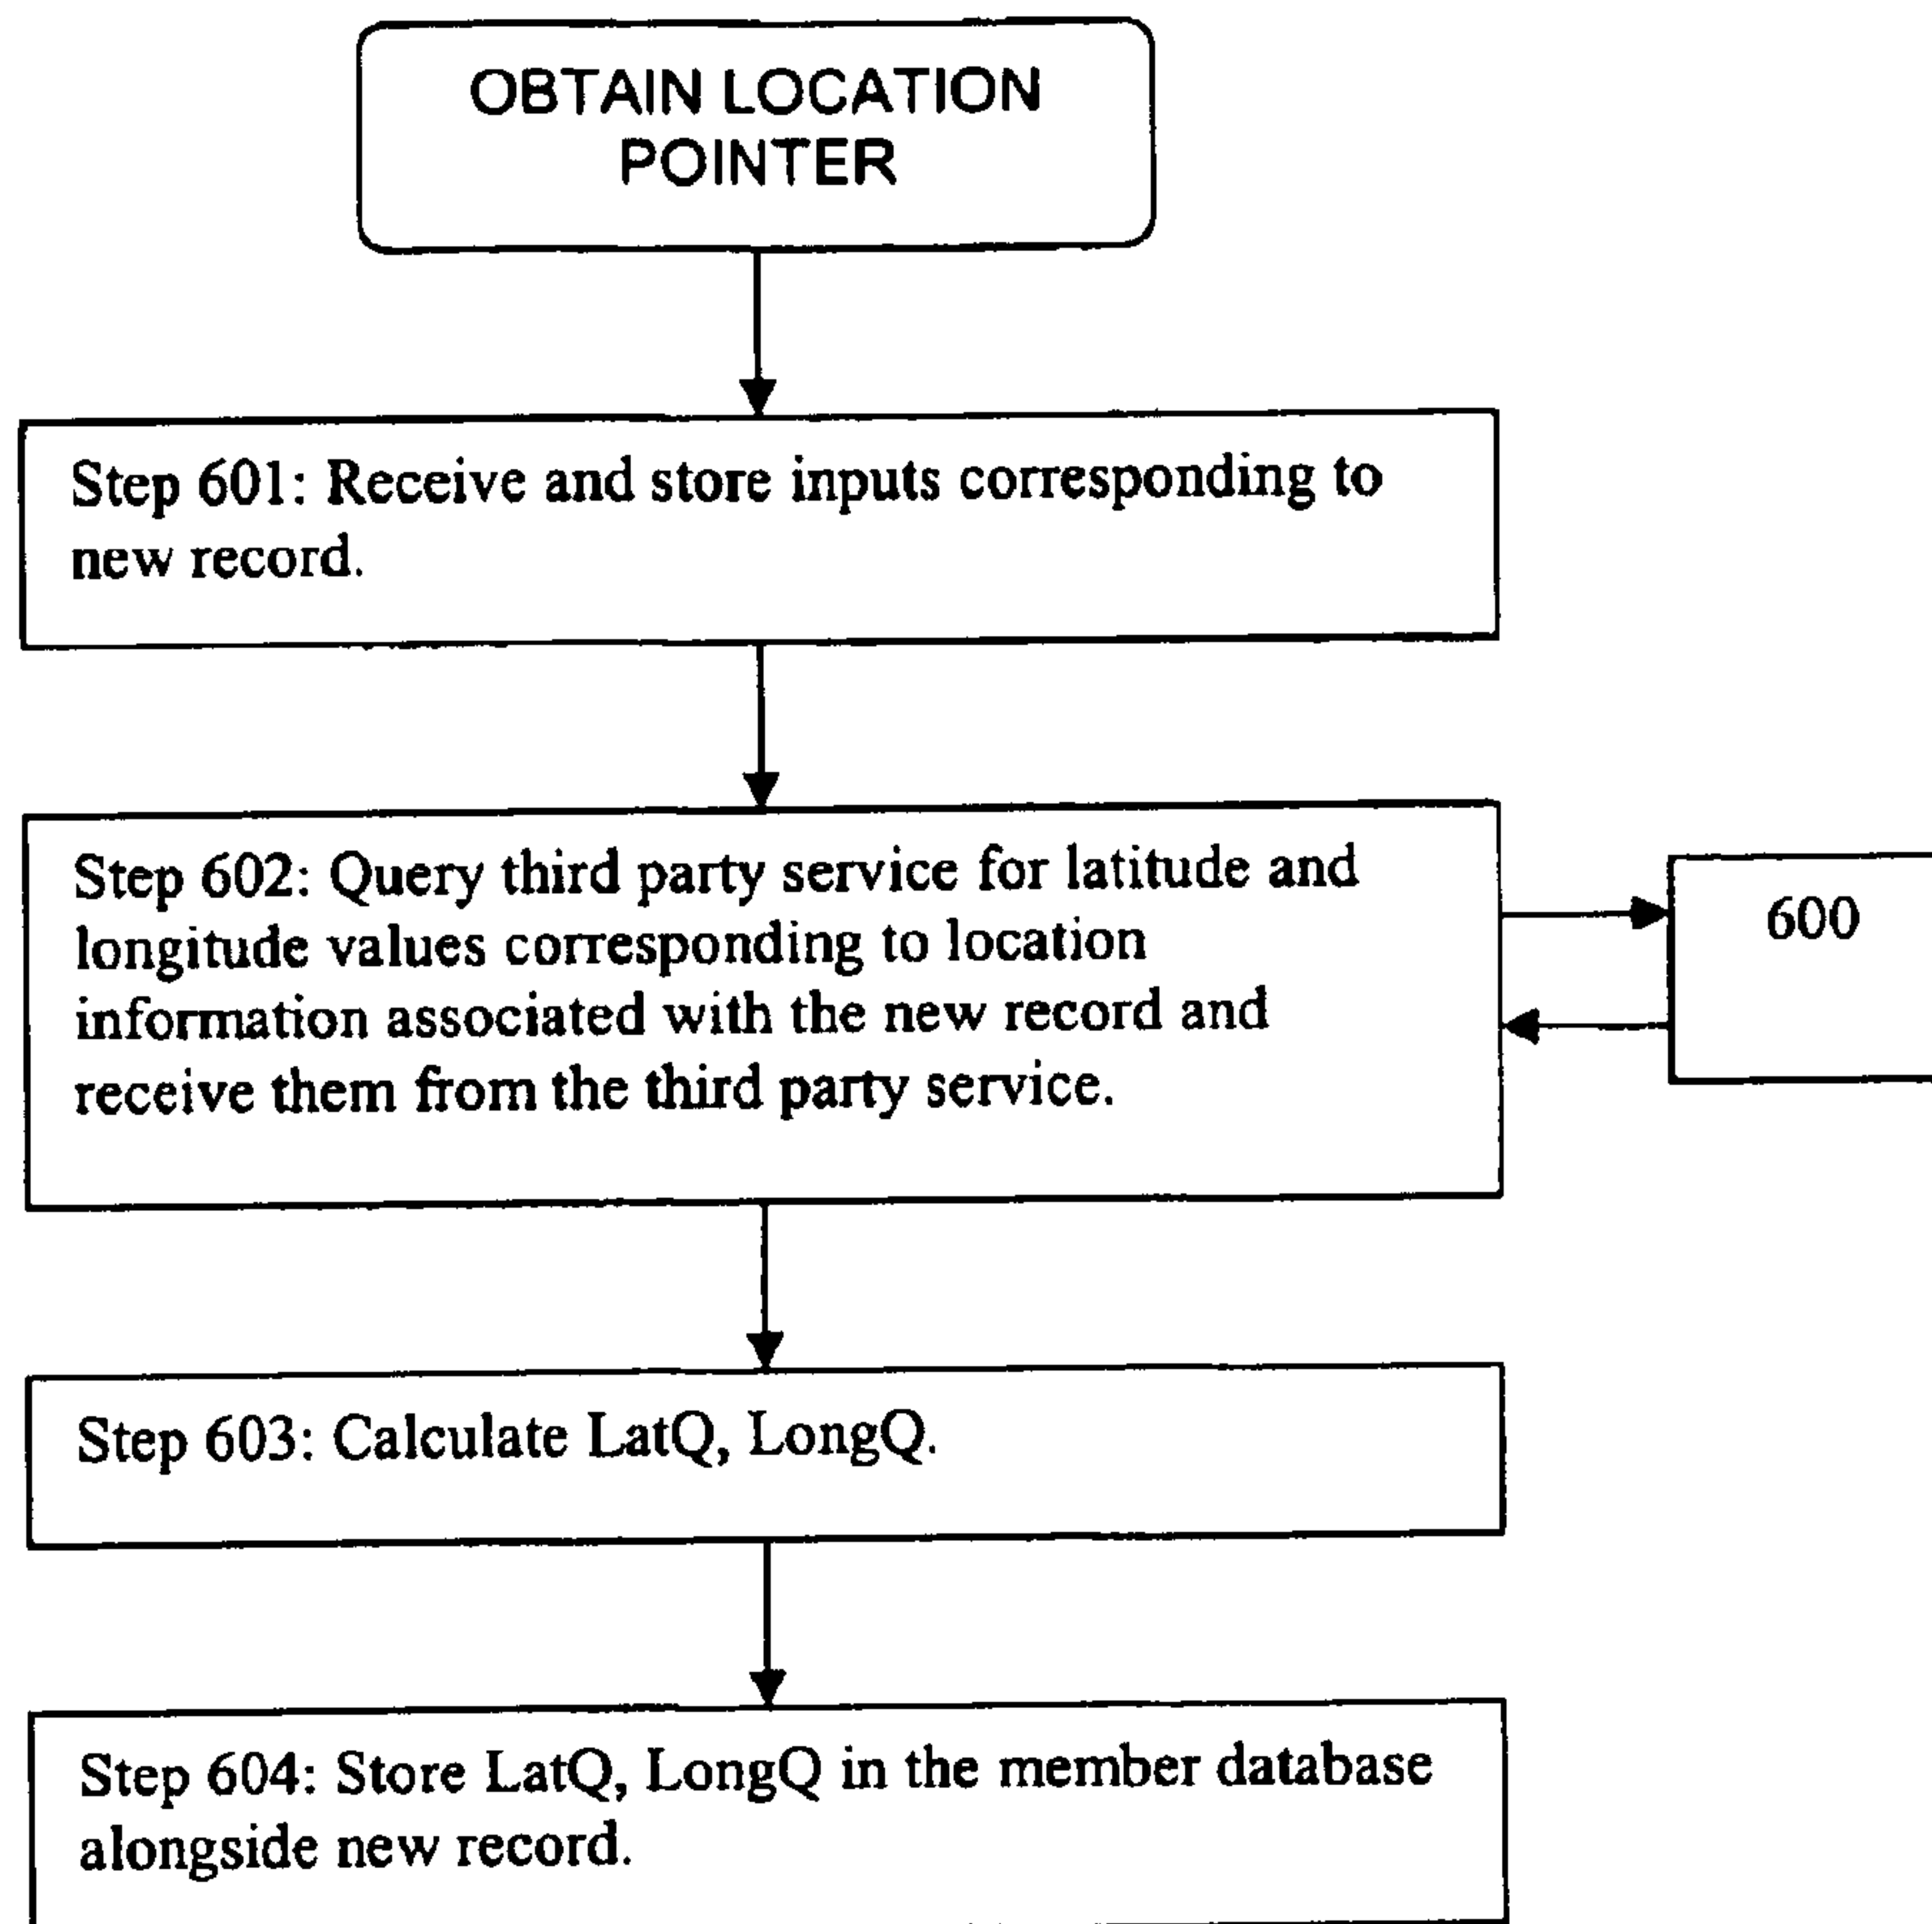 OBTAIN LOCATION
POINTER
Step 601: Receive and store inputs corresponding to
new record.
Step 602: Query third party service for latitude and
longitude values corresponding to location
information associated with the new record and
receive them from the third party service.
600
Step 603: Calculate LatQ, LongQ.
Step 604: Store LatQ, LongQ in the member database
alongside new record.